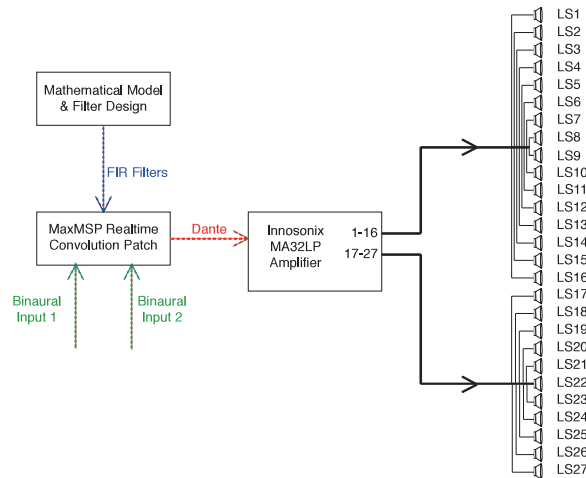 Mathematical Model
& Filter Design
FIR Filters
MaxMSP Realtime
Convolution Patch
Dante
Binaural
Input 1
Binaural
Input 2
Innosonix
MA32LP
Amplifier
1-16
17-27
LS1
LS2
LS3
LS4
LS5
LS6
LS7
LS8
LS9
LS10
LS11
LS12
LS13
LS14
LS15
LS16
LS17
LS18
LS19
LS20
LS21
LS22
LS23
LS24
LS25
LS26
LS27